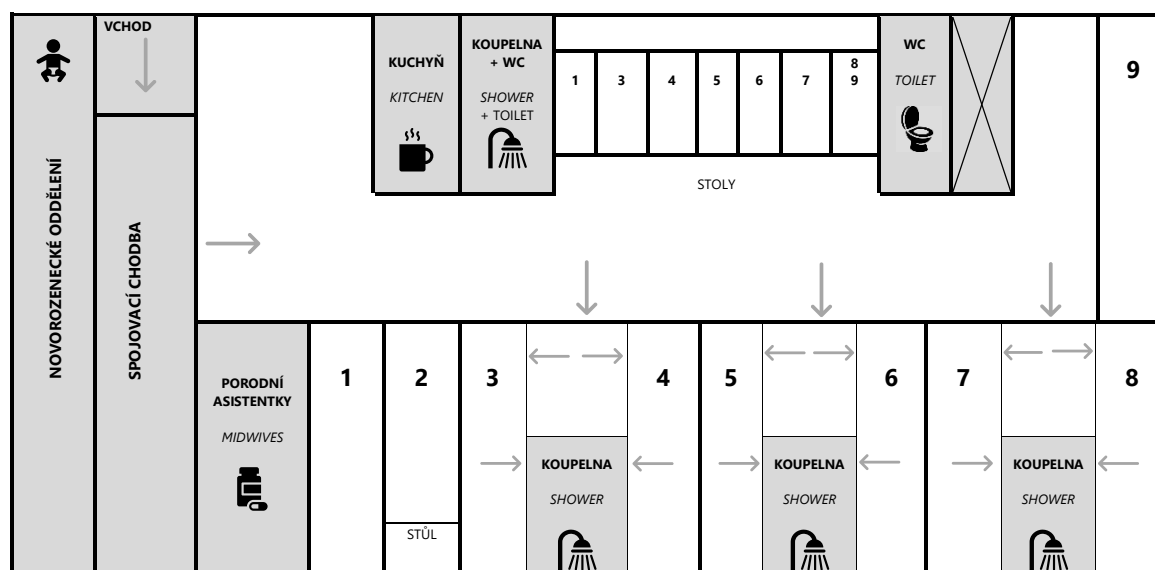 VCHOD
NOVOROZENECKÉ ODDĚLENÍ
SPOJOVACÍ CHODBA
KUCHYŇ
KITCHEN
KOUPELNA
+ WC
SHOWER
+ TOILET
1
3
4
5
6
7
8
9
STOLY
WC
TOILET
9
PORODNÍ
ASISTENTKY
MIDWIVES
1
2
STŮL
3
KOUPELNA
SHOWER
4
5
KOUPELNA
SHOWER
6
7
KOUPELNA
SHOWER
8